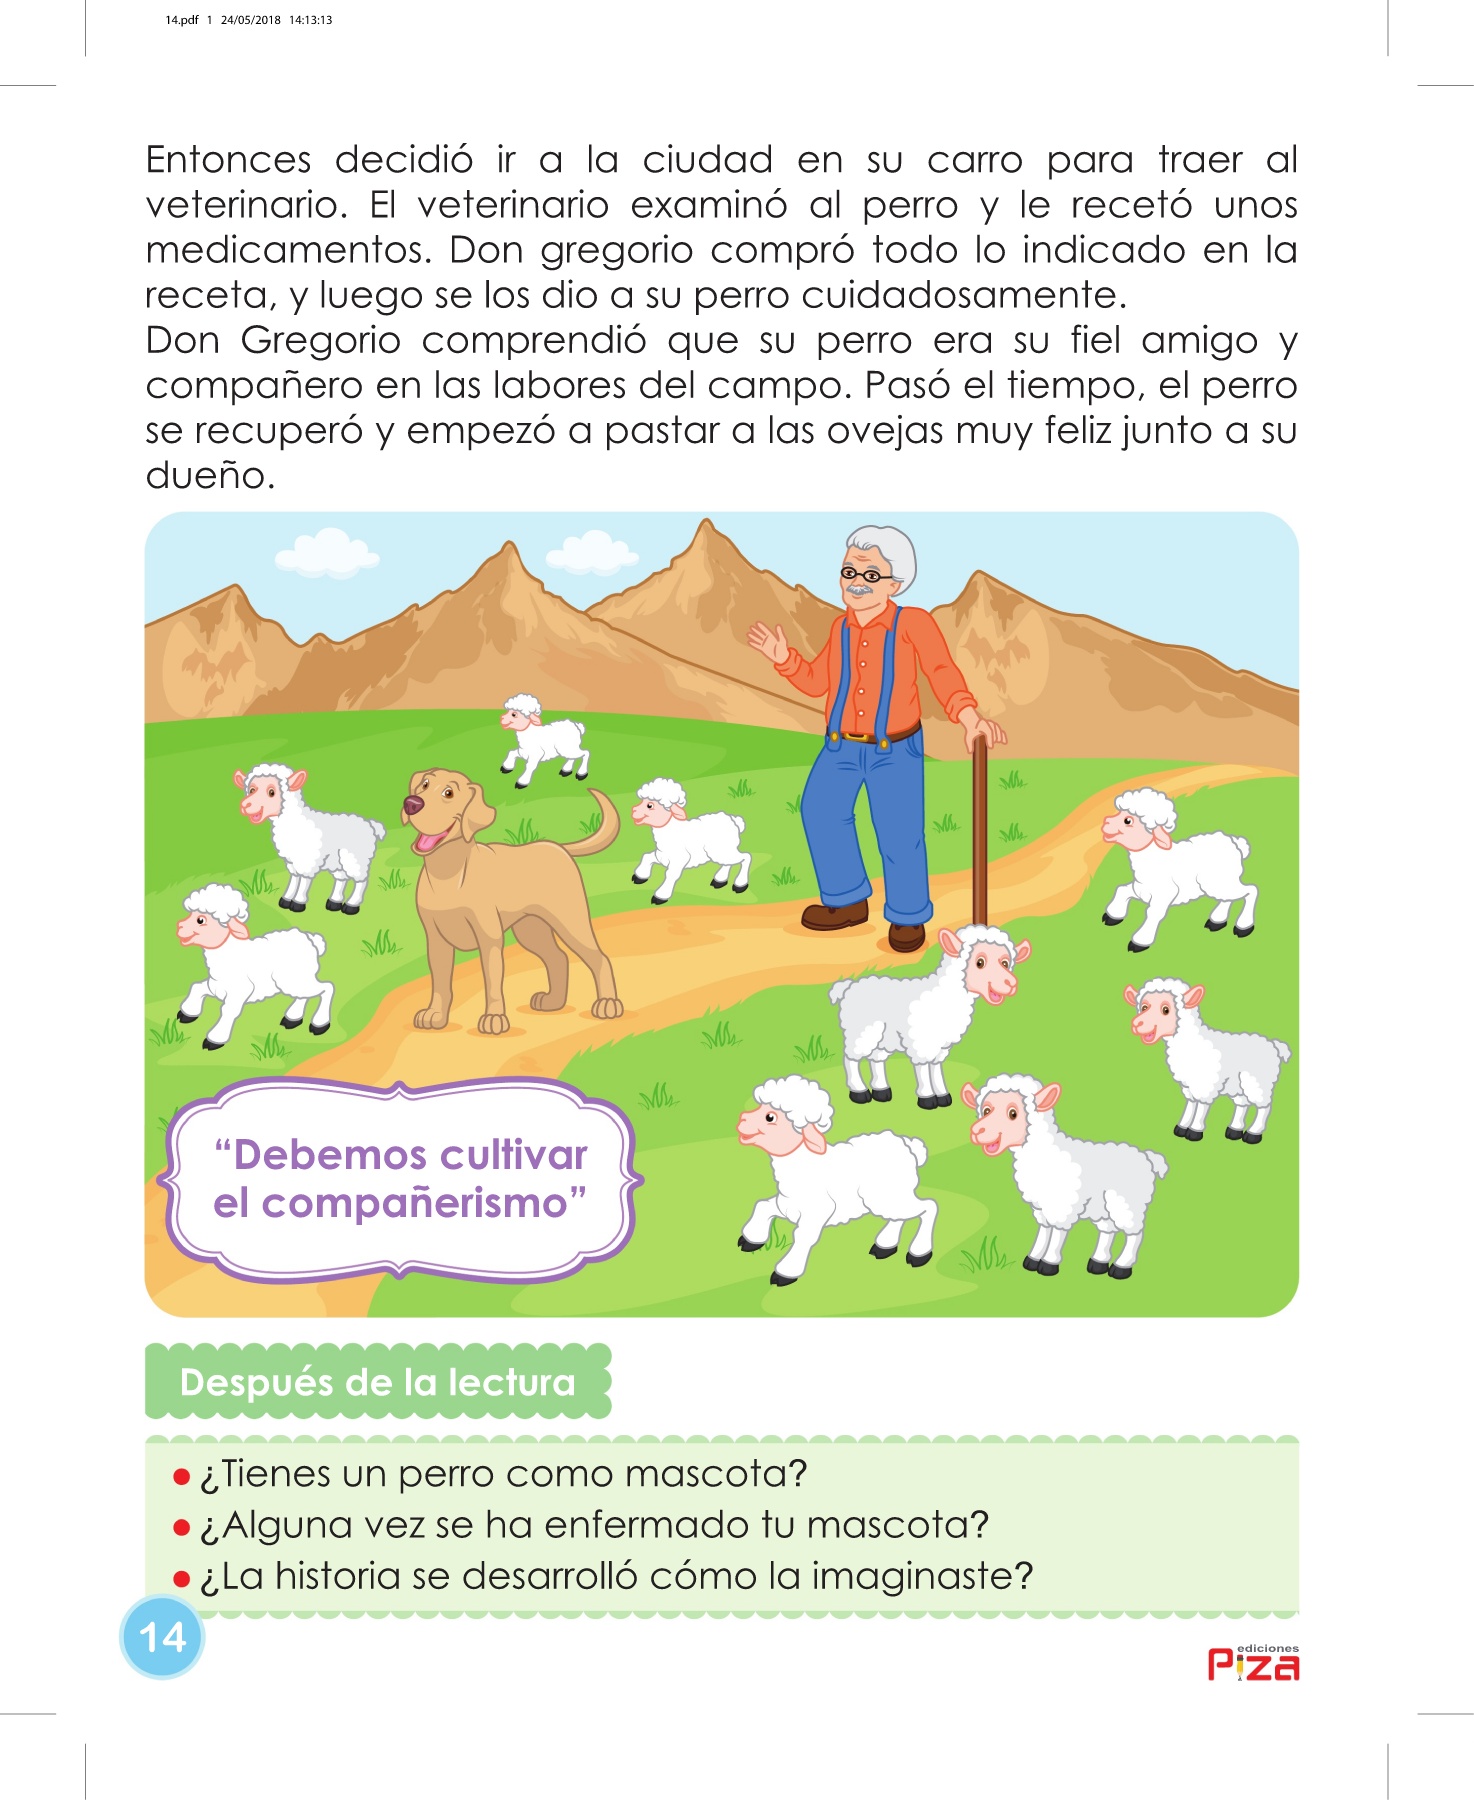 14.pdf 1 24/05/2018 14:13:13
Entonces decidió ir a la ciudad en su carro para traer al
veterinario. El veterinario examinó al perro y le recetó unos
medicamentos. Don gregorio compró todo lo indicado en la
receta, y luego se los dio a su perro cuidadosamente.
Don Gregorio comprendió que su perro era su fiel amigo y
compañero en las labores del campo. Pasó el tiempo, el perro
se recuperó y empezó a pastar a las ovejas muy feliz junto a su
dueño.
“Debemos cultivar
el compañerismo”
Después de la lectura
● ¿Tienes un perro como mascota?
● ¿Alguna vez se ha enfermado tu mascota?
● ¿La historia se desarrolló cómo la imaginaste?
14
ediciones
Piza